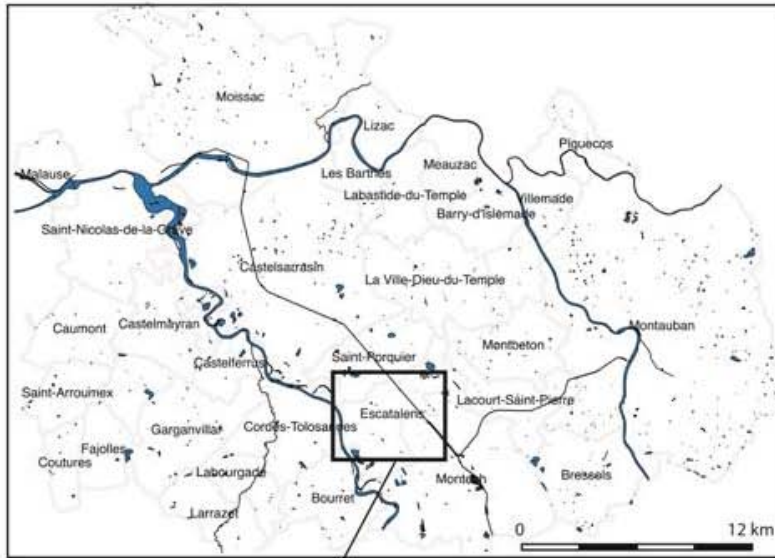 Moissac
Lizac
Piquecos
Malause
Les Barthes
Meauzac
Labastide-du-Temple
Villemade
Barry-d'Islemade
Saint-Nicolas-de-la-Grave
Castelsarrasin
La Ville-Dieu-du-Temple
Caumont
Castelmayran
Montauban
Castelferrus
Saint-Porquier
Montbeton
Saint-Arroumex
Lacourt-Saint-Pierre
Escatalens
Garganvillar
Cordes-Tolosannes
Fajolles
Coutures
Labourgade
Montech
Bressols
Bourret
Larrazet
0 12 km